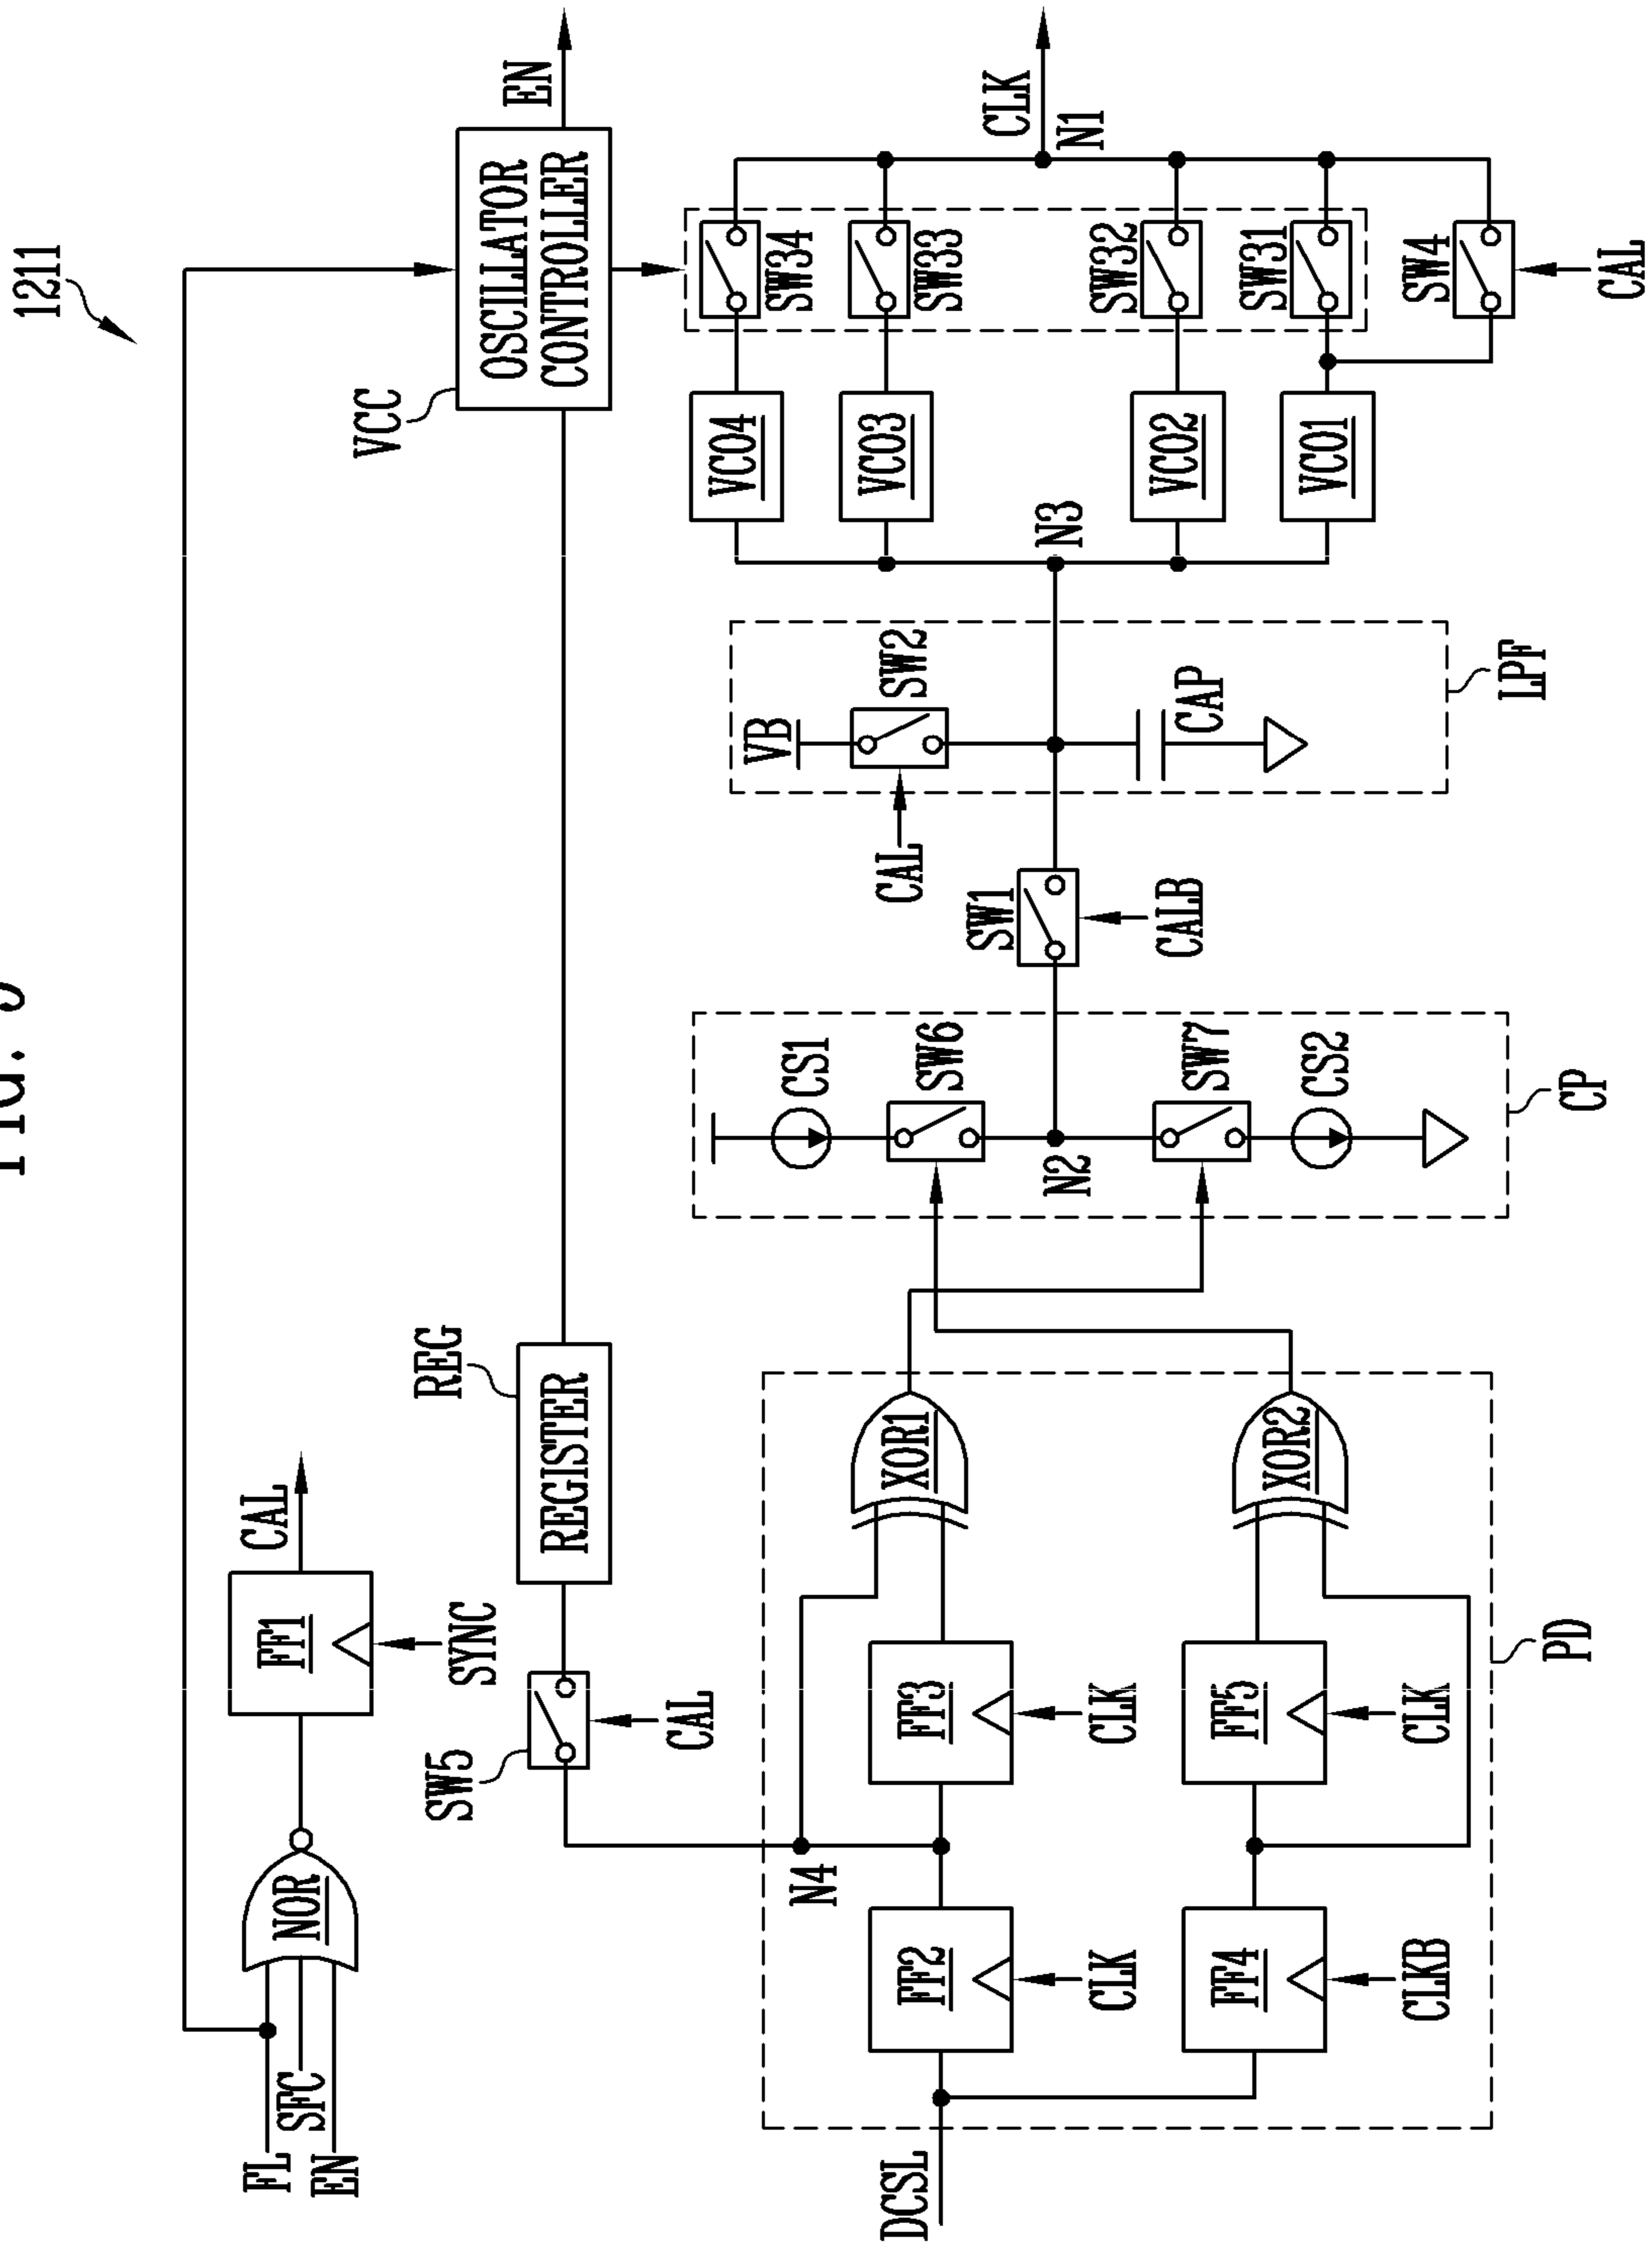 1211
FL
SFC
EN
NOR
FF1
SYNC
CAL
VCC
OSCILLATOR
CONTROLLER
EN
REG
REGISTER
SW5
CAL
N4
DCSL
FF2
CLK
FF3
CLK
XOR1
FF4
CLKB
FF5
CLK
XOR2
PD
CS1
SW6
N2
SW7
CS2
CP
SW1
CALB
VB
SW2
CAL
CAP
LPF
N3
VCO4
VCO3
VCO2
VCO1
SW34
SW33
SW32
SW31
SW4
CAL
CLK
N1